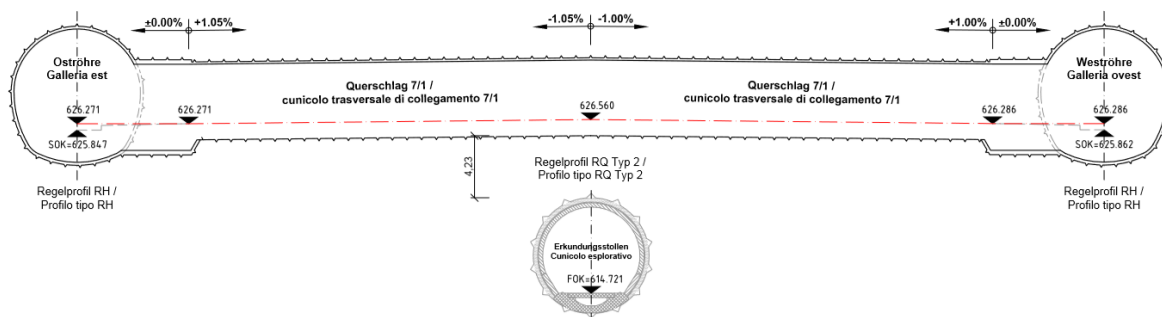 ±0.00% +1.05%
-1.05% -1.00%
+1.00% ±0.00%
Oströhre
Galleria est
Querschlag 7/1 /
cunicolo trasversale di collegamento 7/1
Querschlag 7/1 /
cunicolo trasversale di collegamento 7/1
Weströhre
Galleria ovest
626.271
626.271
626.560
626.286
626.286
SOK=625.847
SOK=625.862
4,23
Regelprofil RH /
Profilo tipo RH
Regelprofil RQ Typ 2 /
Profilo tipo RQ Typ 2
Regelprofil RH /
Profilo tipo RH
Erkundungsstollen
Cunicolo esplorativo
FOK=614.721